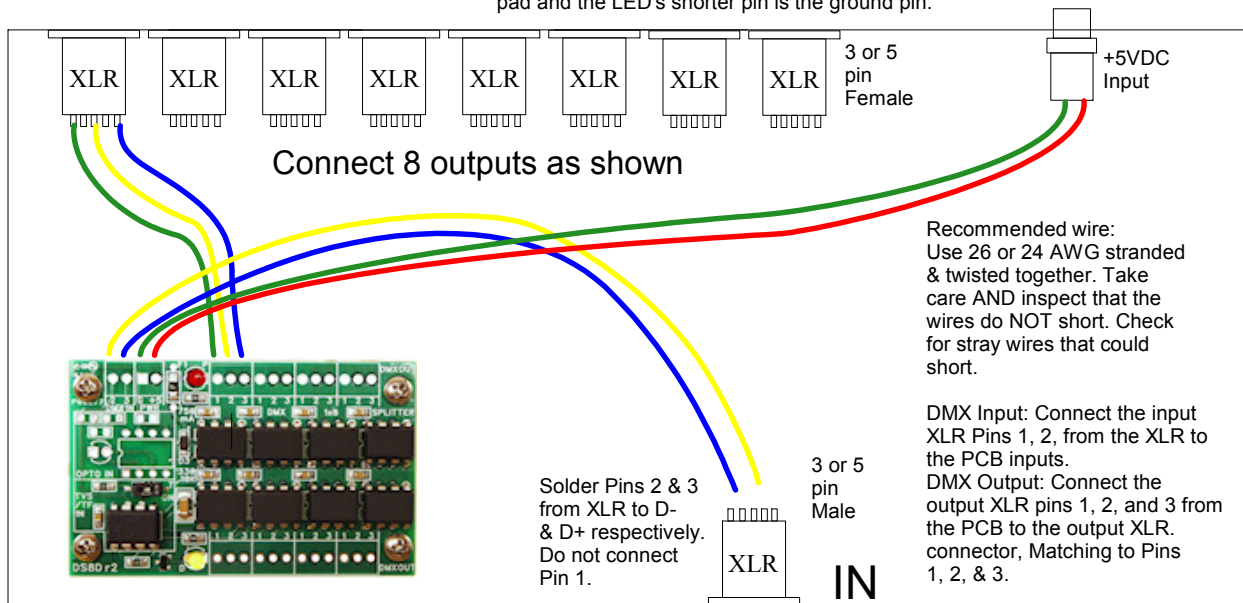 pad and the LED's shorter pin is the ground pin.
XLR XLR XLR XLR XLR XLR XLR XLR
3 or 5
pin
Female
+5VDC
Input
Connect 8 outputs as shown
Recommended wire:
Use 26 or 24 AWG stranded
& twisted together. Take
care AND inspect that the
wires do NOT short. Check
for stray wires that could
short.
DMX Input: Connect the input
XLR Pins 1, 2, from the XLR to
the PCB inputs.
DMX Output: Connect the
output XLR pins 1, 2, and 3 from
the PCB to the output XLR.
connector, Matching to Pins
1, 2, & 3.
DMXOUT
2 3 DMX 1x8 SPLITTER
OPTO IN
IN
DS8D r2
DMXOUT
Solder Pins 2 & 3
from XLR to D-
& D+ respectively.
Do not connect
Pin 1.
3 or 5
pin
Male
XLR
IN